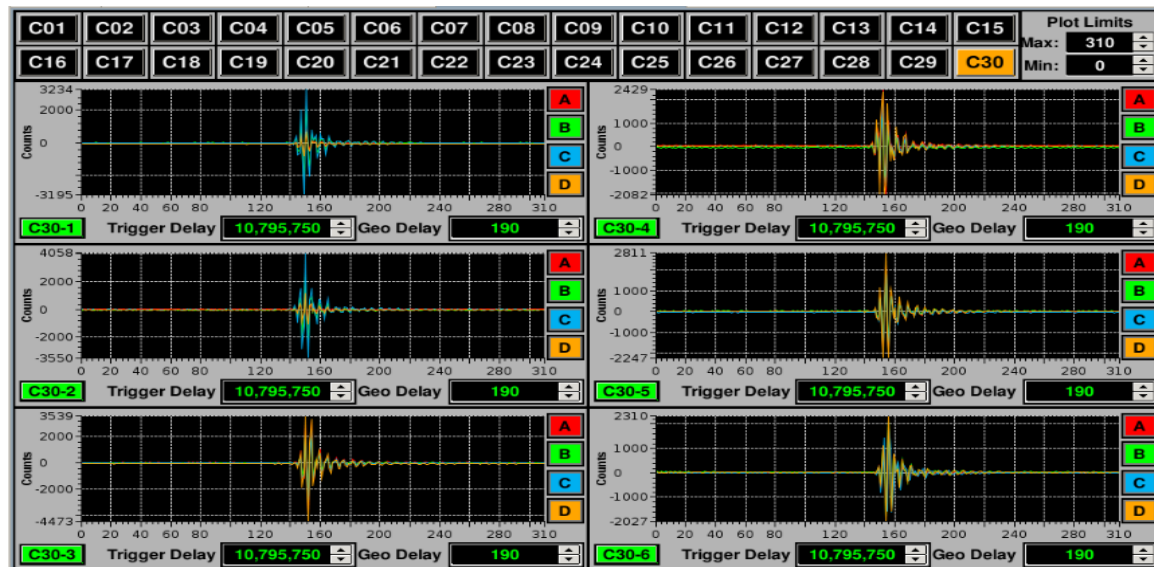 C01 C02 C03 C04 C05 C06 C07 C08 C09 C10 C11 C12 C13 C14 C15 Plot Limits
Max: 310
C16 C17 C18 C19 C20 C21 C22 C23 C24 C25 C26 C27 C28 C29 C30 Min: 0
3234
2000
0
-3195
Counts
0 20 40 60 80 120 160 200 240 280 310
A
B
C
D
C30-1 Trigger Delay 10,795,750 Geo Delay 190
2429
1000
0
-1000
-2082
Counts
0 20 40 60 80 120 160 200 240 280 310
A
B
C
D
C30-4 Trigger Delay 10,795,750 Geo Delay 190
4058
2000
0
-2000
-3550
Counts
0 20 40 60 80 120 160 200 240 280 310
A
B
C
D
C30-2 Trigger Delay 10,795,750 Geo Delay 190
2811
1000
0
-1000
-2247
Counts
0 20 40 60 80 120 160 200 240 280 310
A
B
C
D
C30-5 Trigger Delay 10,795,750 Geo Delay 190
3539
2000
0
-2000
-4473
Counts
0 20 40 60 80 120 160 200 240 280 310
A
B
C
D
C30-3 Trigger Delay 10,795,750 Geo Delay 190
2310
1000
0
-1000
-2027
Counts
0 20 40 60 80 120 160 200 240 280 310
A
B
C
D
C30-6 Trigger Delay 10,795,750 Geo Delay 190